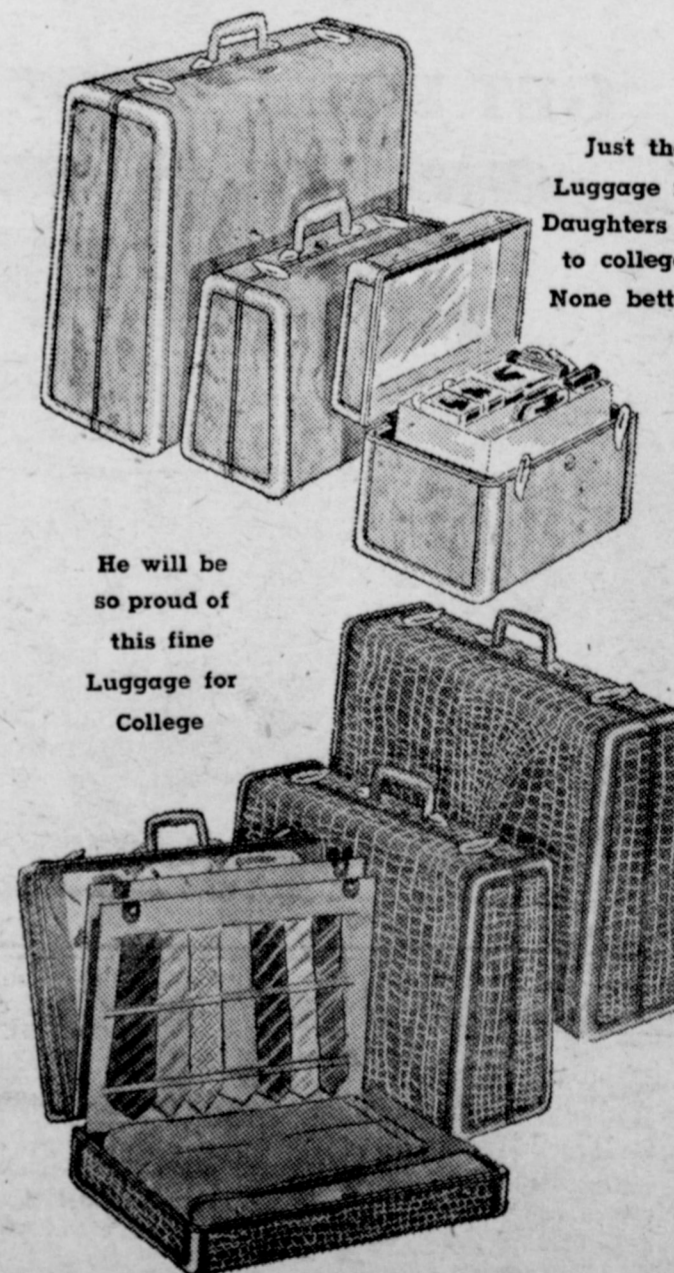 Just th
Luggage
Daughters
to colleg
None bett
He will be
so proud of
this fine
Luggage for
College